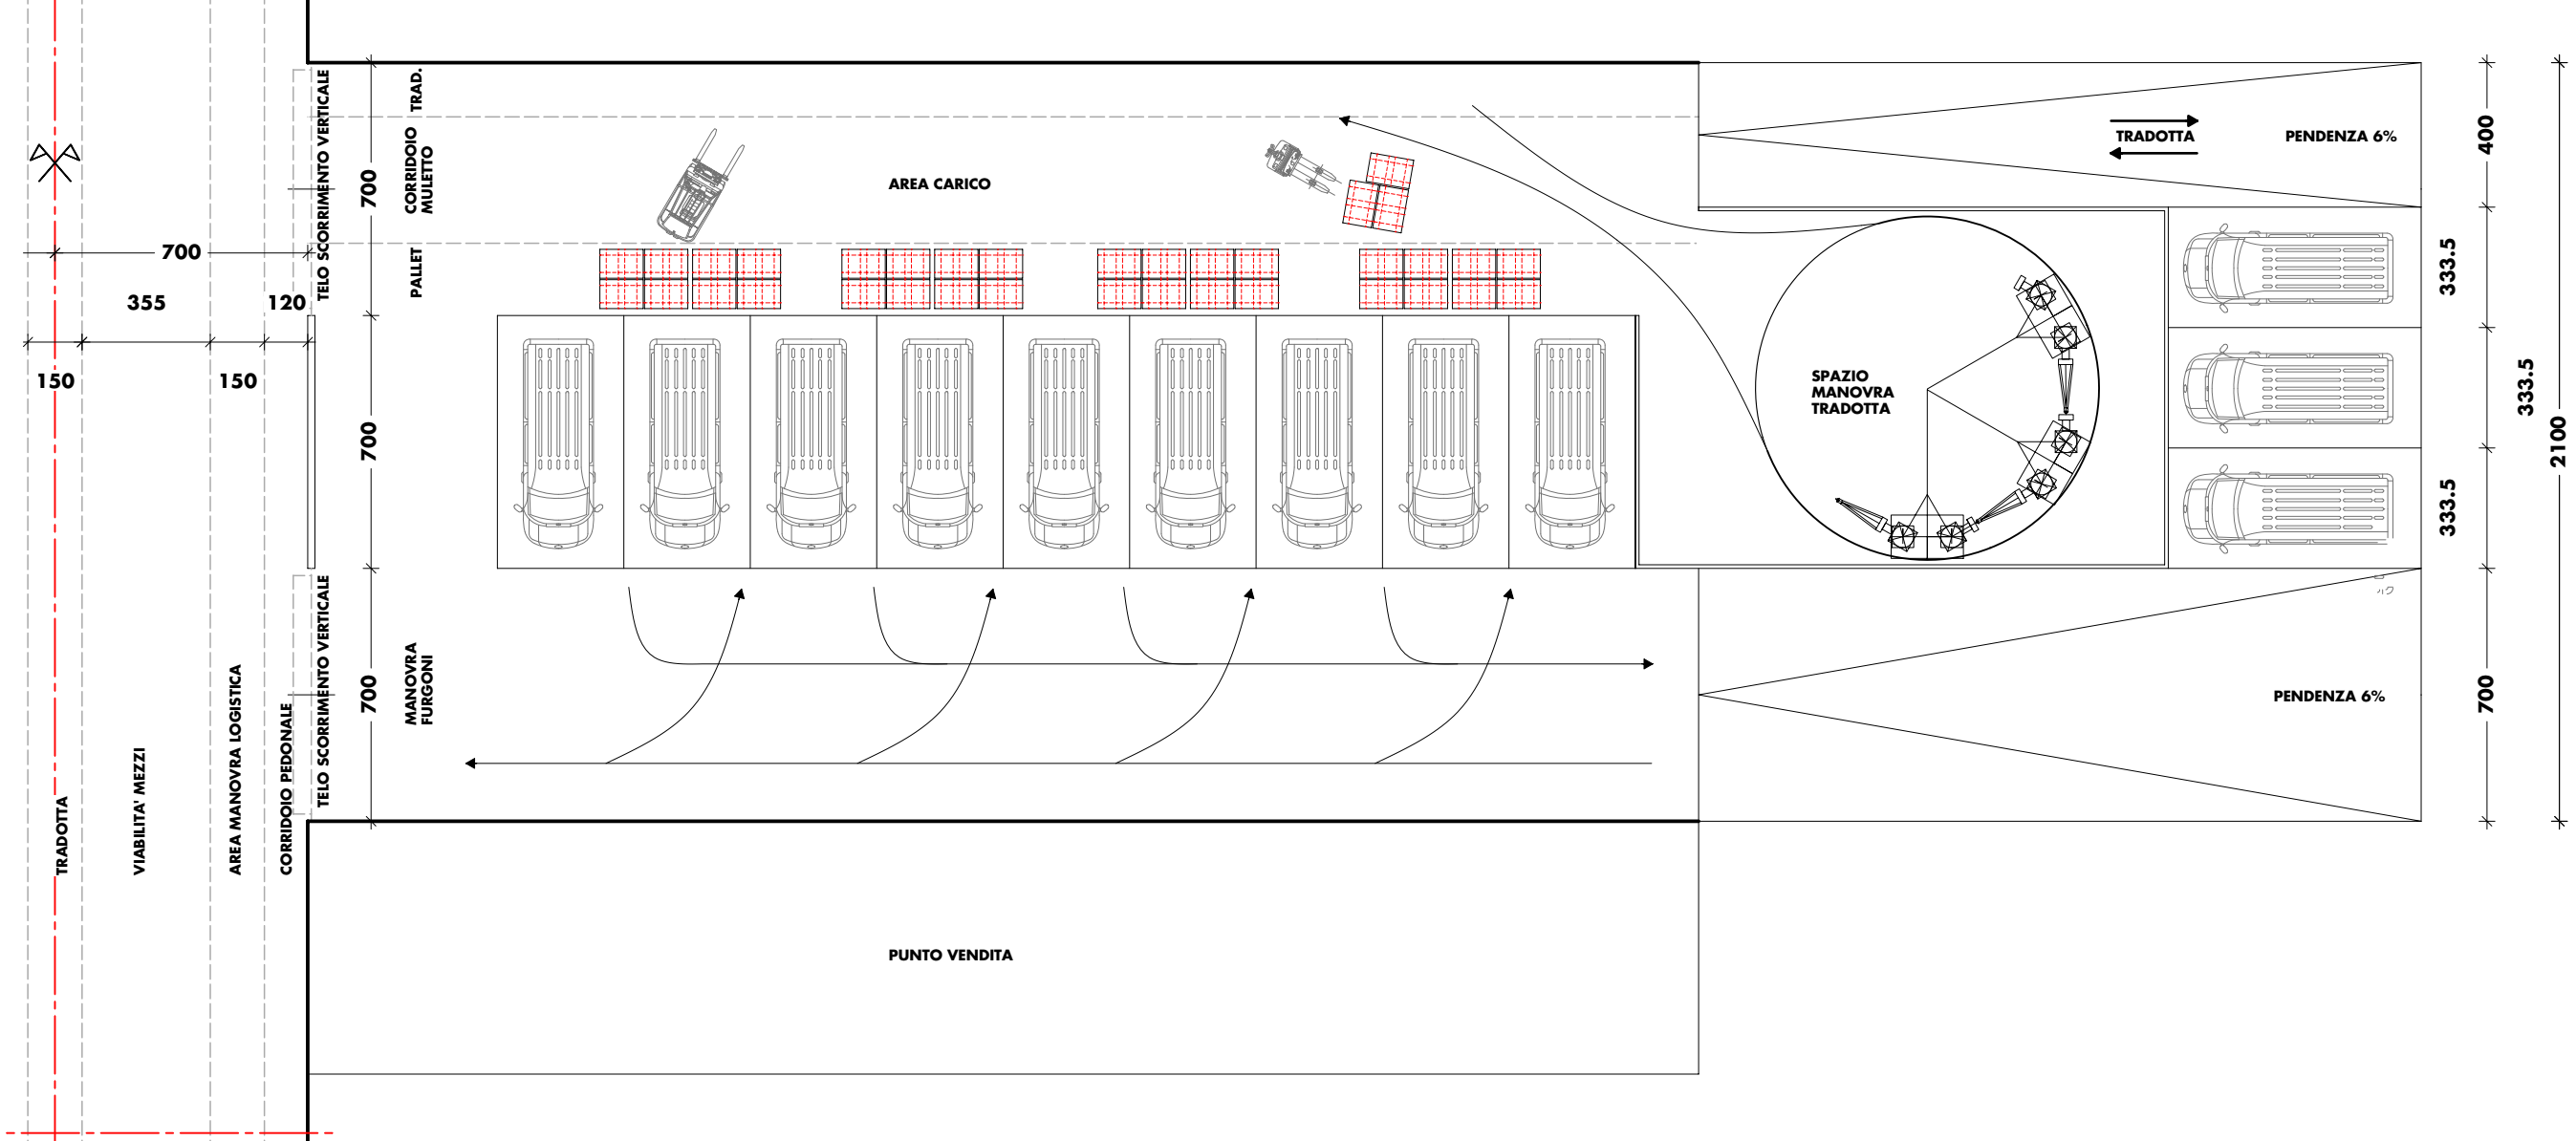 TELO SCORRIMENTO VERTICALE
TRAD.
CORRIDOIO
MULETTO
PALLET
700
AREA CARICO
TRADOTTA
PENDENZA 6%
400
700
355
120
150
150
333.5
333.5
333.5
2100
SPAZIO
MANOVRA
TRADOTTA
700
TELO SCORRIMENTO VERTICALE
700
MANOVRA
FURGONI
PENDENZA 6%
700
TRADOTTA
VIABILITA' MEZZI
AREA MANOVRA LOGISTICA
CORRIDOIO PEDONALE
PUNTO VENDITA